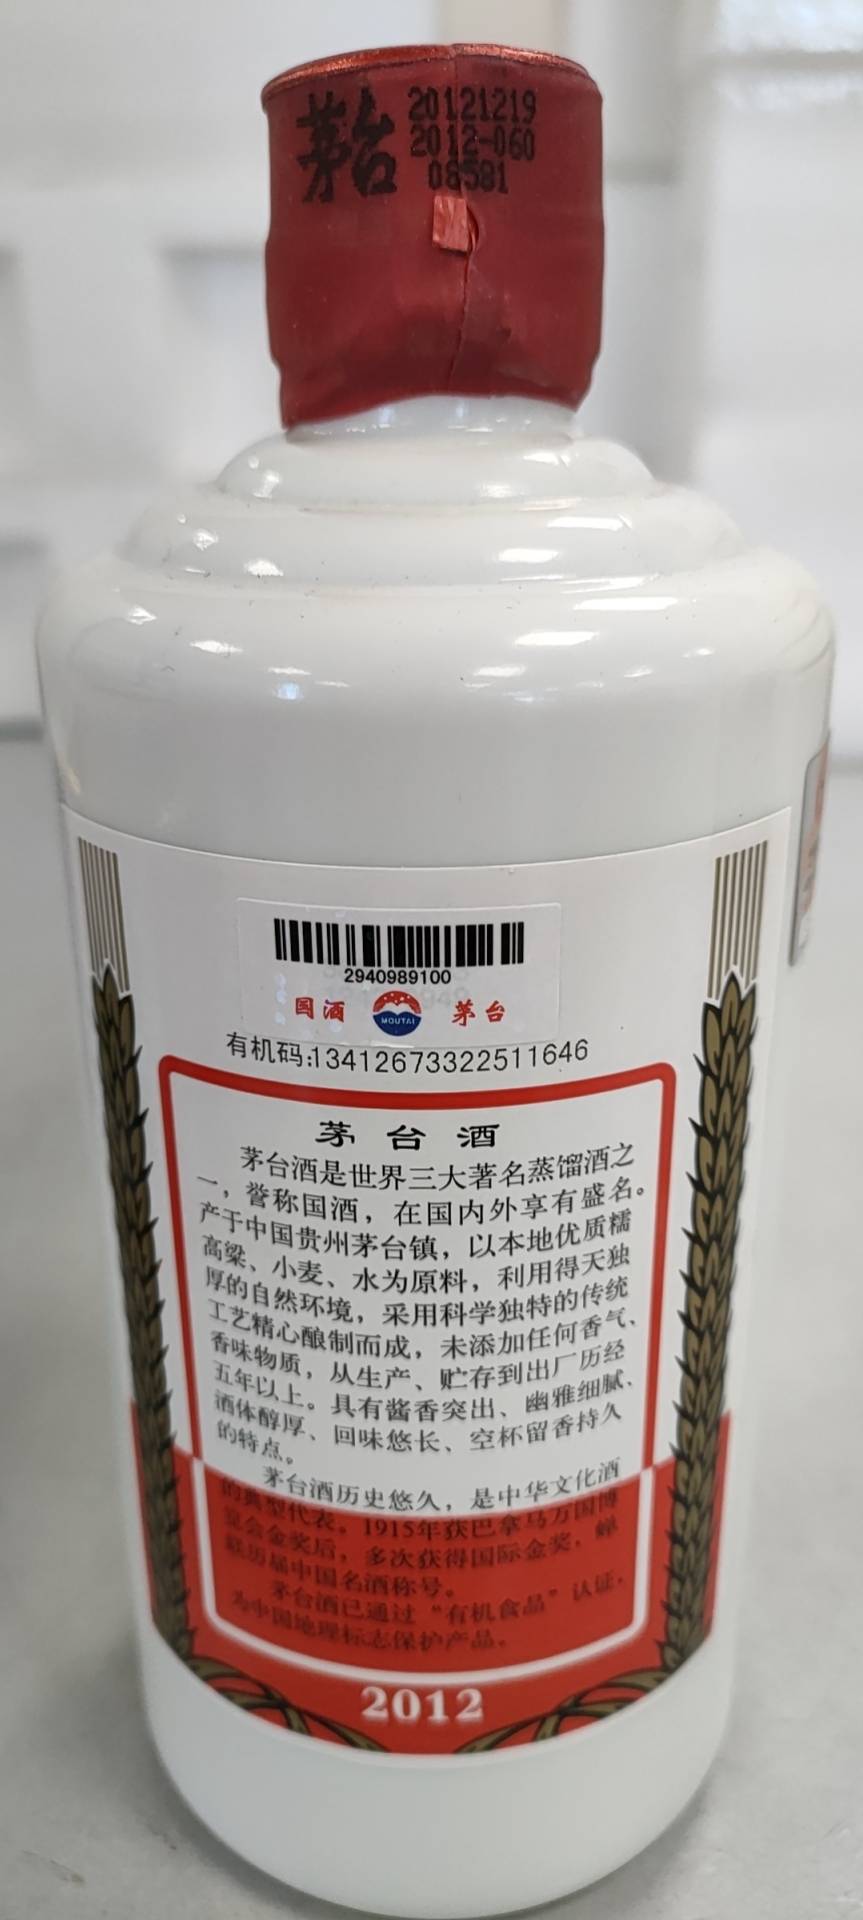 茅台
20121219
2012-060
08581
2940989100
国酒
MOUTAI
茅台
有机码:13412673322511646
茅台酒
茅台酒是世界三大著名蒸馏酒之
一，誉称国酒，在国内外享有盛名。
产于中国贵州茅台镇，以本地优质糯
高粱、小麦、水为原料，利用得天独
厚的自然环境，采用科学独特的传统
工艺精心酿制而成，未添加任何香气、
香味物质，从生产、贮存到出厂历经
五年以上。具有酱香突出、幽雅细腻、
酒体醇厚、回味悠长、空杯留香持久
的特点。
茅台酒历史悠久，是中华文化酒
的典型代表。1915年获巴拿马万国博
览会金奖后，多次获得国际金奖，蝉
联历届中国名酒称号。
茅台酒已通过“有机食品”认证，
为中国地理标志保护产品。
2012